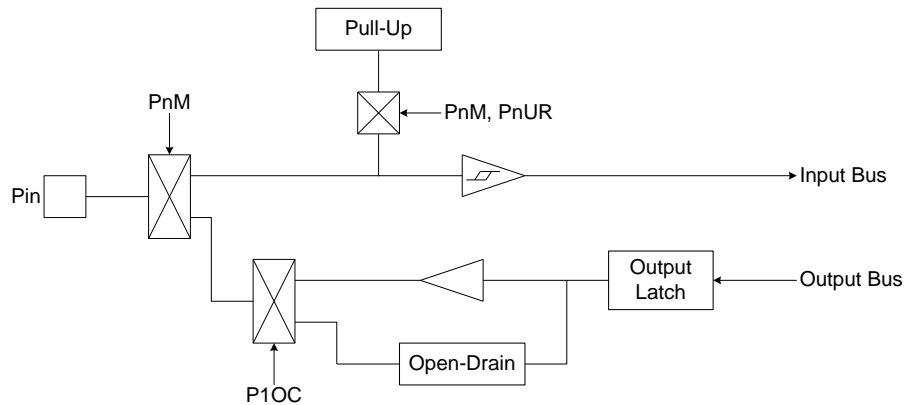 Pull-Up
PnM
PnM, PnUR
Pin
Input Bus
Output
Latch
Output Bus
Open-Drain
P1OC